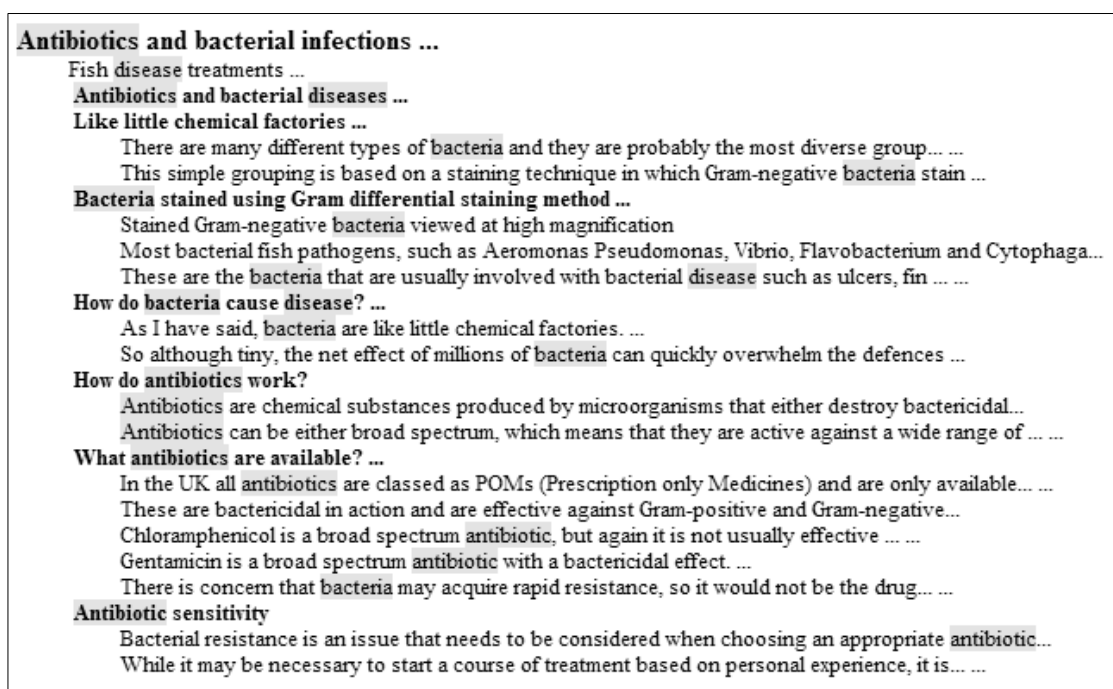 Antibiotics and bacterial infections ...
Fish disease treatments ...
Antibiotics and bacterial diseases ...
Like little chemical factories ...
There are many different types of bacteria and they are probably the most diverse group... ...
This simple grouping is based on a staining technique in which Gram-negative bacteria stain ...
Bacteria stained using Gram differential staining method ...
Stained Gram-negative bacteria viewed at high magnification
Most bacterial fish pathogens, such as Aeromonas Pseudomonas, Vibrio, Flavobacterium and Cytophaga...
These are the bacteria that are usually involved with bacterial disease such as ulcers, fin ... ...
How do bacteria cause disease? ...
As I have said, bacteria are like little chemical factories. ...
So although tiny, the net effect of millions of bacteria can quickly overwhelm the defences ...
How do antibiotics work?
Antibiotics are chemical substances produced by microorganisms that either destroy bactericidal...
Antibiotics can be either broad spectrum, which means that they are active against a wide range of ... ...
What antibiotics are available? ...
In the UK all antibiotics are classed as POMs (Prescription only Medicines) and are only available... ...
These are bactericidal in action and are effective against Gram-positive and Gram-negative...
Chloramphenicol is a broad spectrum antibiotic, but again it is not usually effective ... ...
Gentamicin is a broad spectrum antibiotic with a bactericidal effect. ...
There is concern that bacteria may acquire rapid resistance, so it would not be the drug... ...
Antibiotic sensitivity
Bacterial resistance is an issue that needs to be considered when choosing an appropriate antibiotic...
While it may be necessary to start a course of treatment based on personal experience, it is... ...